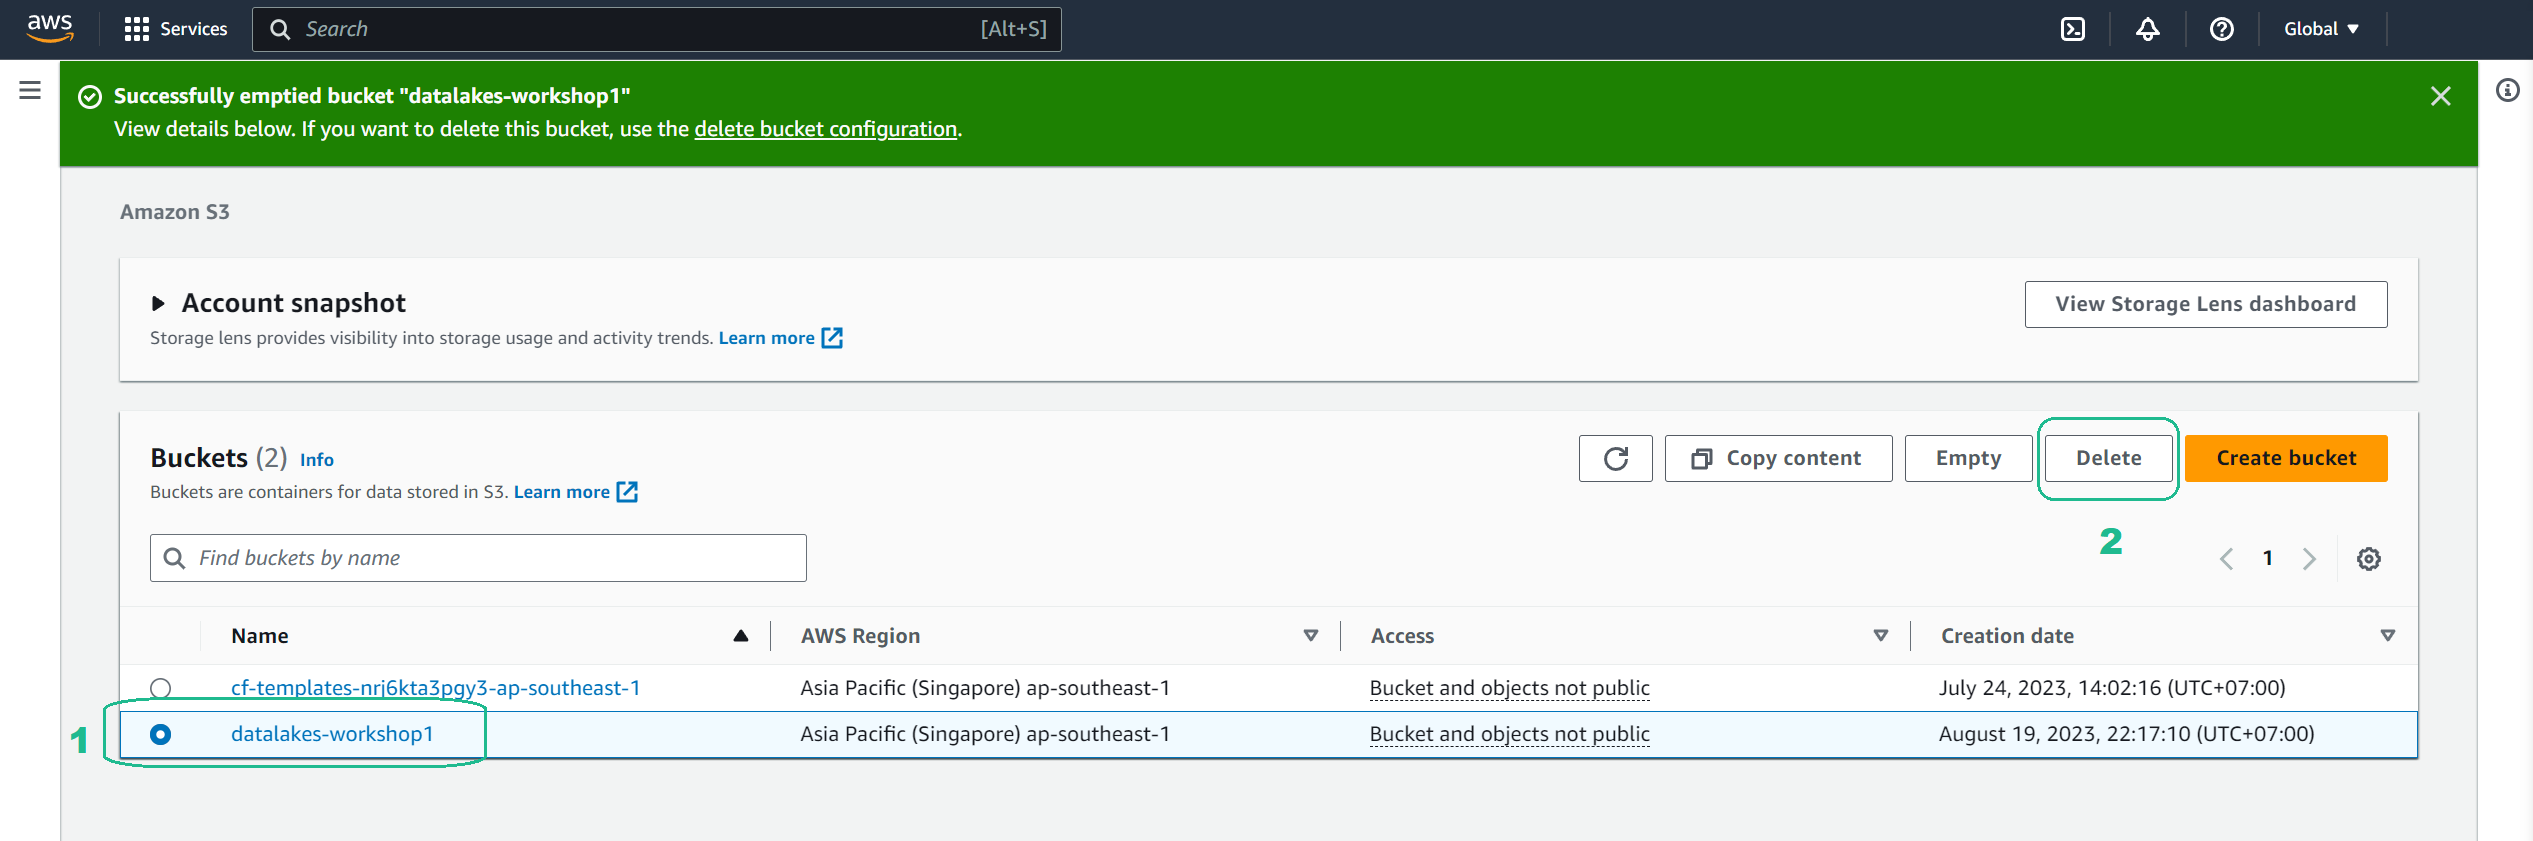 aws Services Search [Alt+S] Global
Successfully emptied bucket "datalakes-workshop1"
View details below. If you want to delete this bucket, use the delete bucket configuration.
Amazon S3
Account snapshot
View Storage Lens dashboard
Storage lens provides visibility into storage usage and activity trends. Learn more
Buckets (2) Info
Copy content Empty Delete Create bucket
Buckets are containers for data stored in S3. Learn more
2
Find buckets by name
1
Name AWS Region Access Creation date
cf-templates-nrj6kta3pgy3-ap-southeast-1 Asia Pacific (Singapore) ap-southeast-1 Bucket and objects not public July 24, 2023, 14:02:16 (UTC+07:00)
1 datalakes-workshop1 Asia Pacific (Singapore) ap-southeast-1 Bucket and objects not public August 19, 2023, 22:17:10 (UTC+07:00)